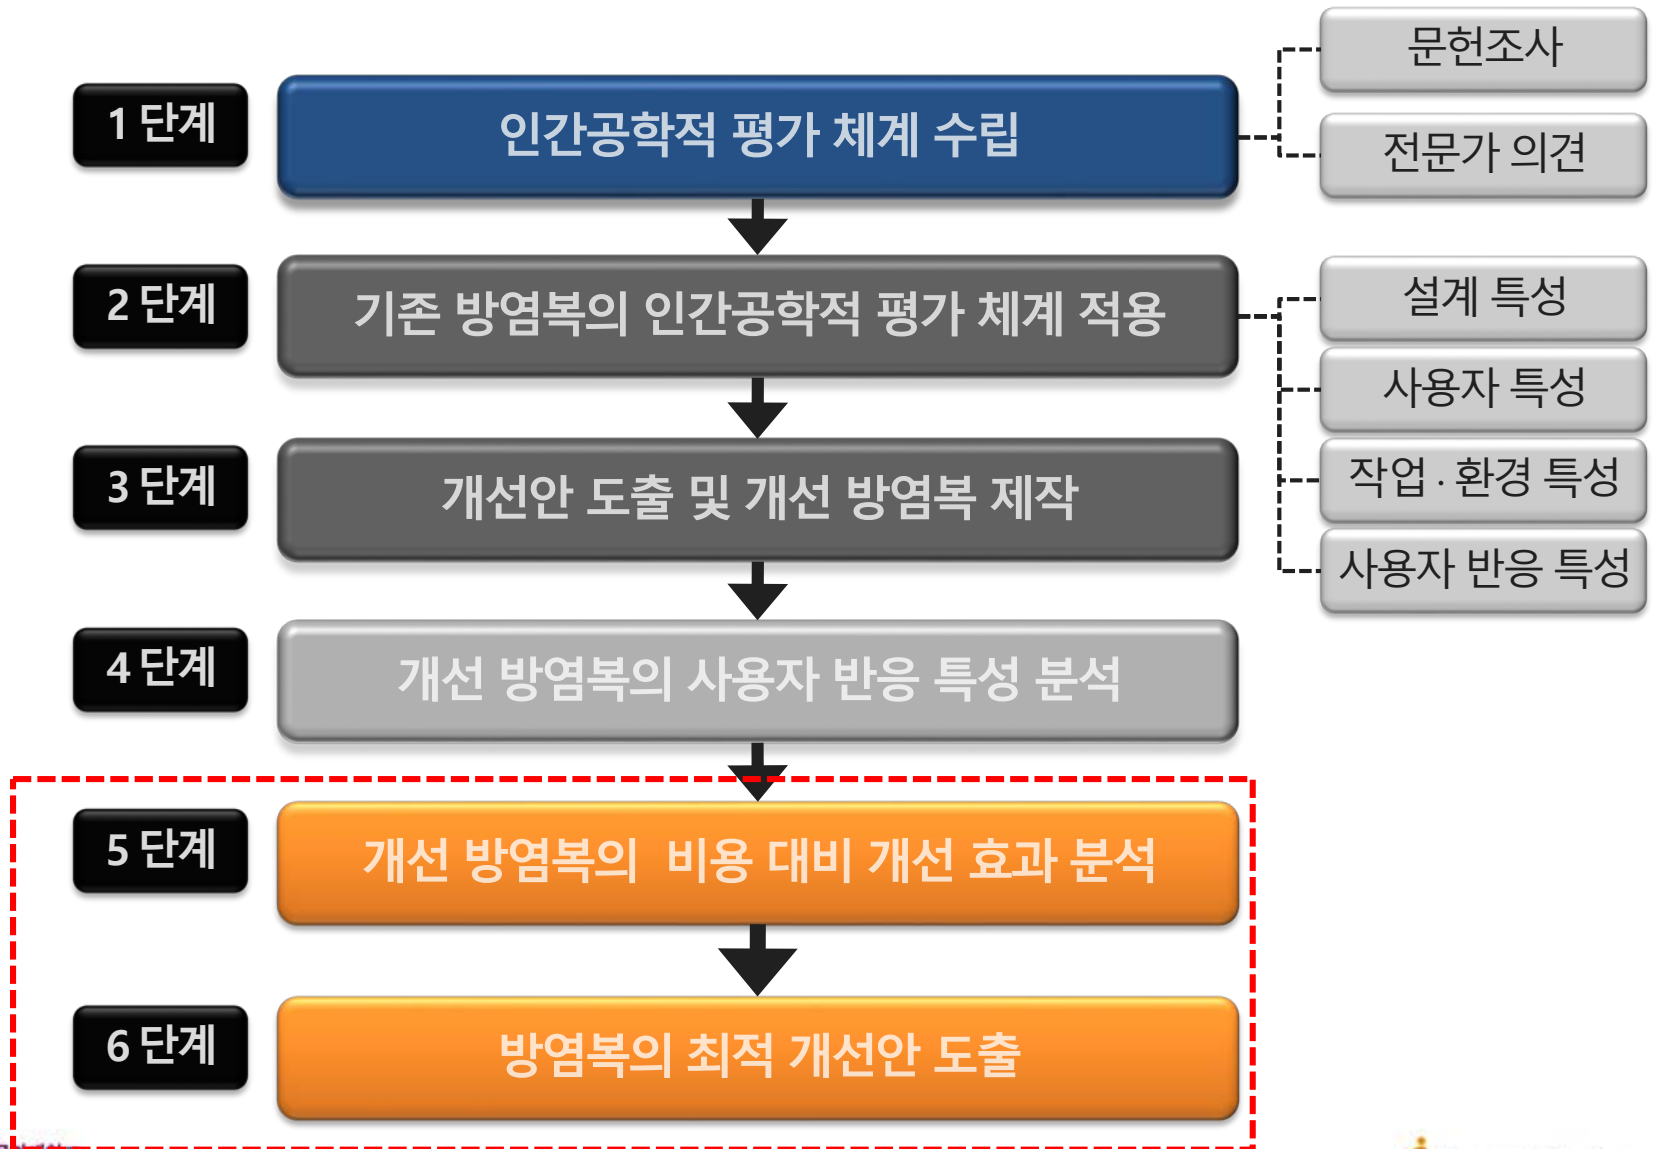 1 단계
인간공학적 평가 체계 수립
문헌조사
전문가 의견
2 단계
기존 방염복의 인간공학적 평가 체계 적용
설계 특성
사용자 특성
작업 · 환경 특성
사용자 반응 특성
3 단계
개선안 도출 및 개선 방염복 제작
4 단계
개선 방염복의 사용자 반응 특성 분석
5 단계
개선 방염복의 비용 대비 개선 효과 분석
6 단계
방염복의 최적 개선안 도출